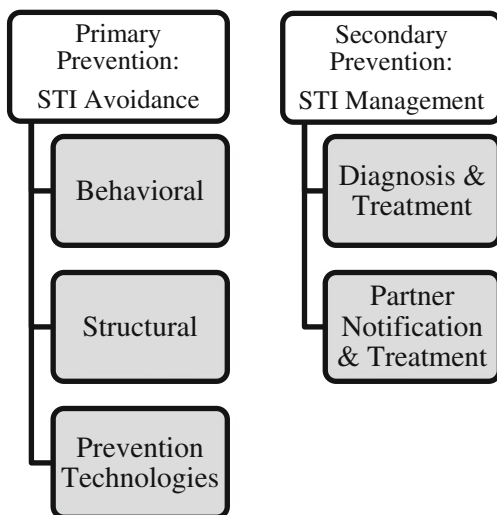 Primary
Prevention:
STI Avoidance
Behavioral
Structural
Prevention
Technologies
Secondary
Prevention:
STI Management
Diagnosis &
Treatment
Partner
Notification
& Treatment